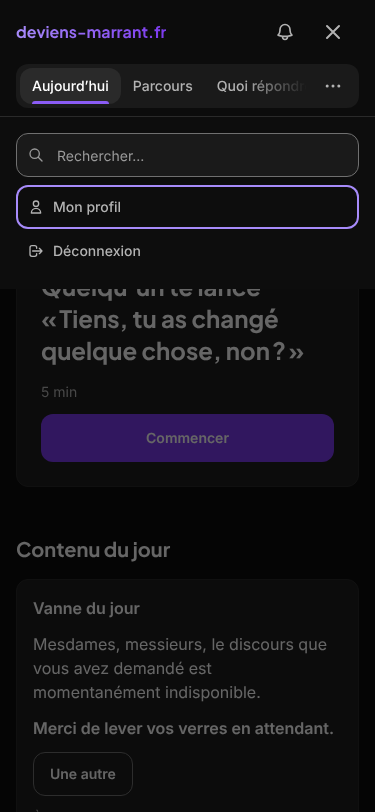 deviens-marrant.fr
Aujourd'hui Parcours Quoi répondr
Rechercher...
Mon profil
Déconnexion
Quelqu'un te lance
« Tiens, tu as changé
quelque chose, non ? »
5 min
Commencer
Contenu du jour
Vanne du jour
Mesdames, messieurs, le discours que
vous avez demandé est
momentanément indisponible.
Merci de lever vos verres en attendant.
Une autre